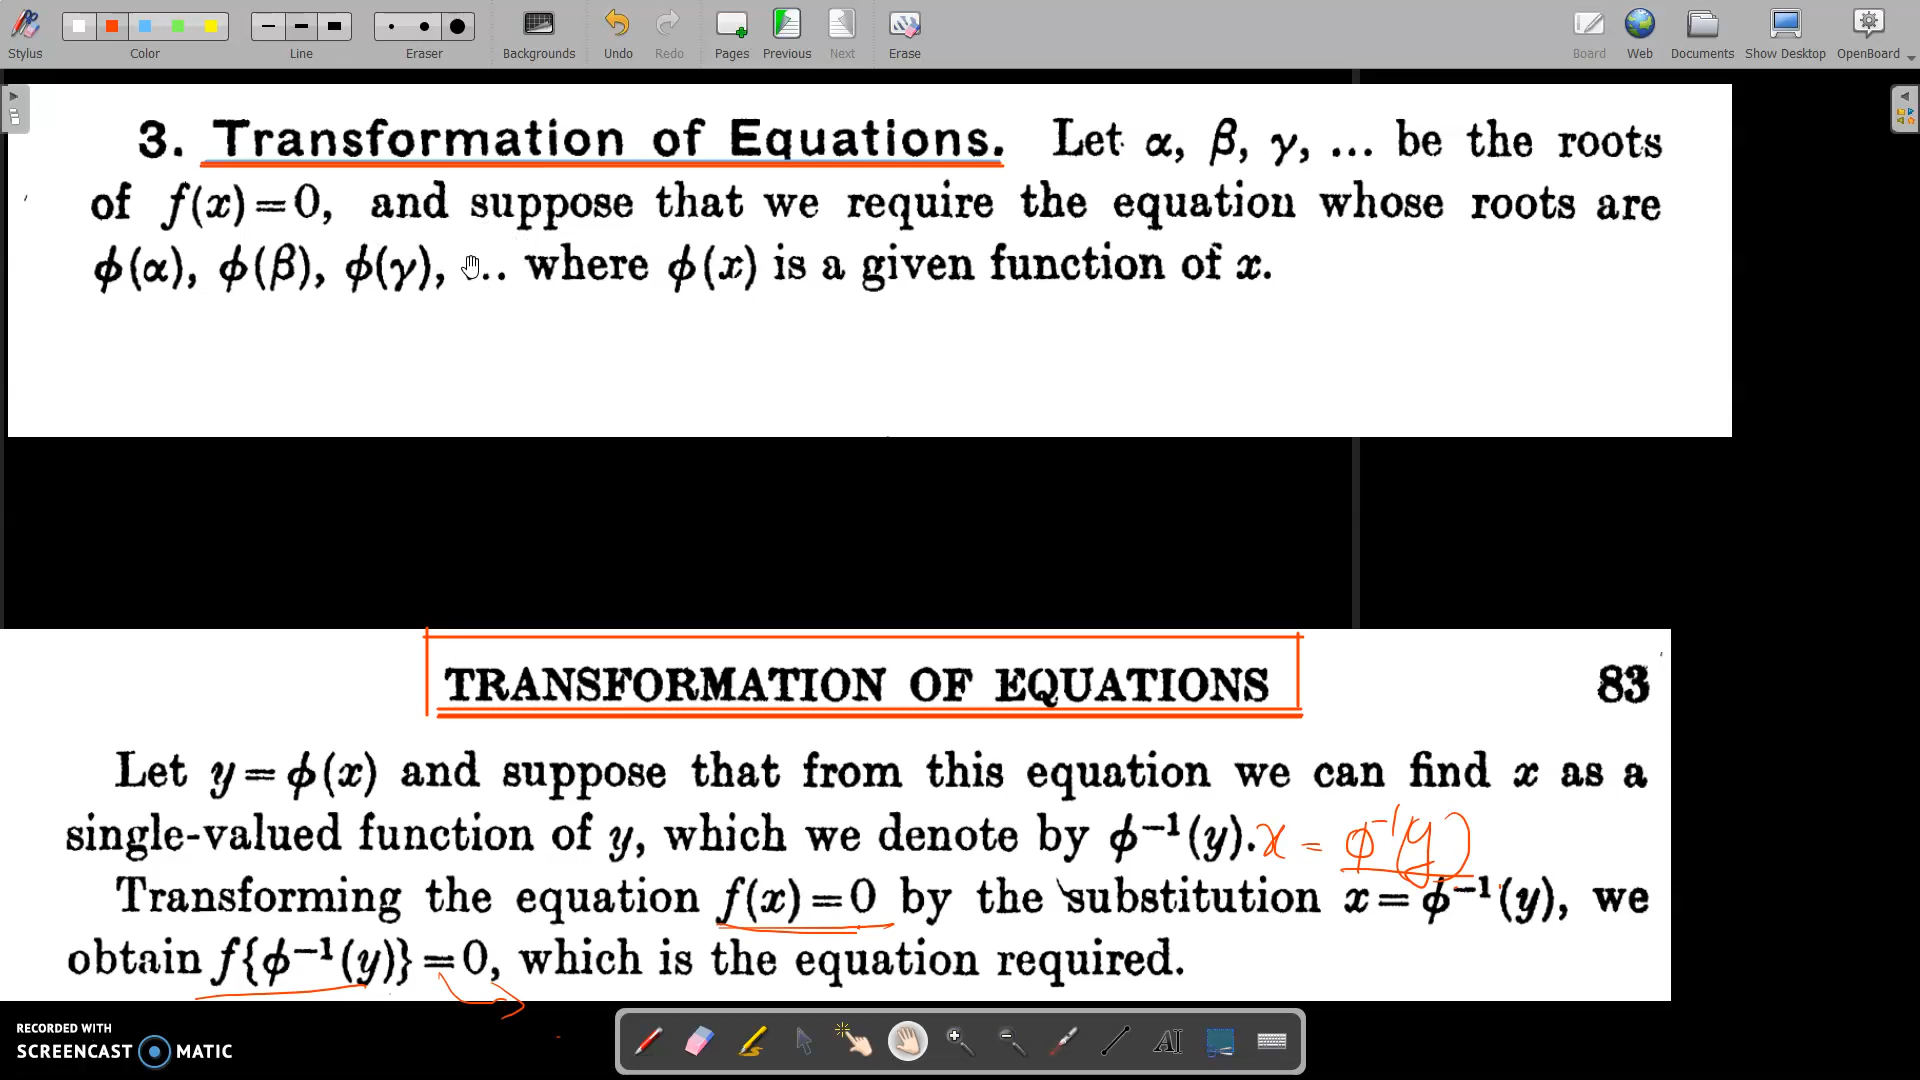 Stylus Color Line Eraser Backgrounds Undo Redo Pages Previous Next Erase Board Web Documents Show Desktop OpenBoard
3. Transformation of Equations. Let α, β, γ, ... be the roots
of f(x)=0, and suppose that we require the equation whose roots are
ϕ(α), ϕ(β), ϕ(γ), ... where ϕ(x) is a given function of x.
TRANSFORMATION OF EQUATIONS 83
Let y=ϕ(x) and suppose that from this equation we can find x as a
single-valued function of y, which we denote by ϕ⁻¹(y). x = ϕ⁻¹(y)
Transforming the equation f(x)=0 by the substitution x=ϕ⁻¹(y), we
obtain f{ϕ⁻¹(y)}=0, which is the equation required.
RECORDED WITH
SCREENCAST MATIC
AI